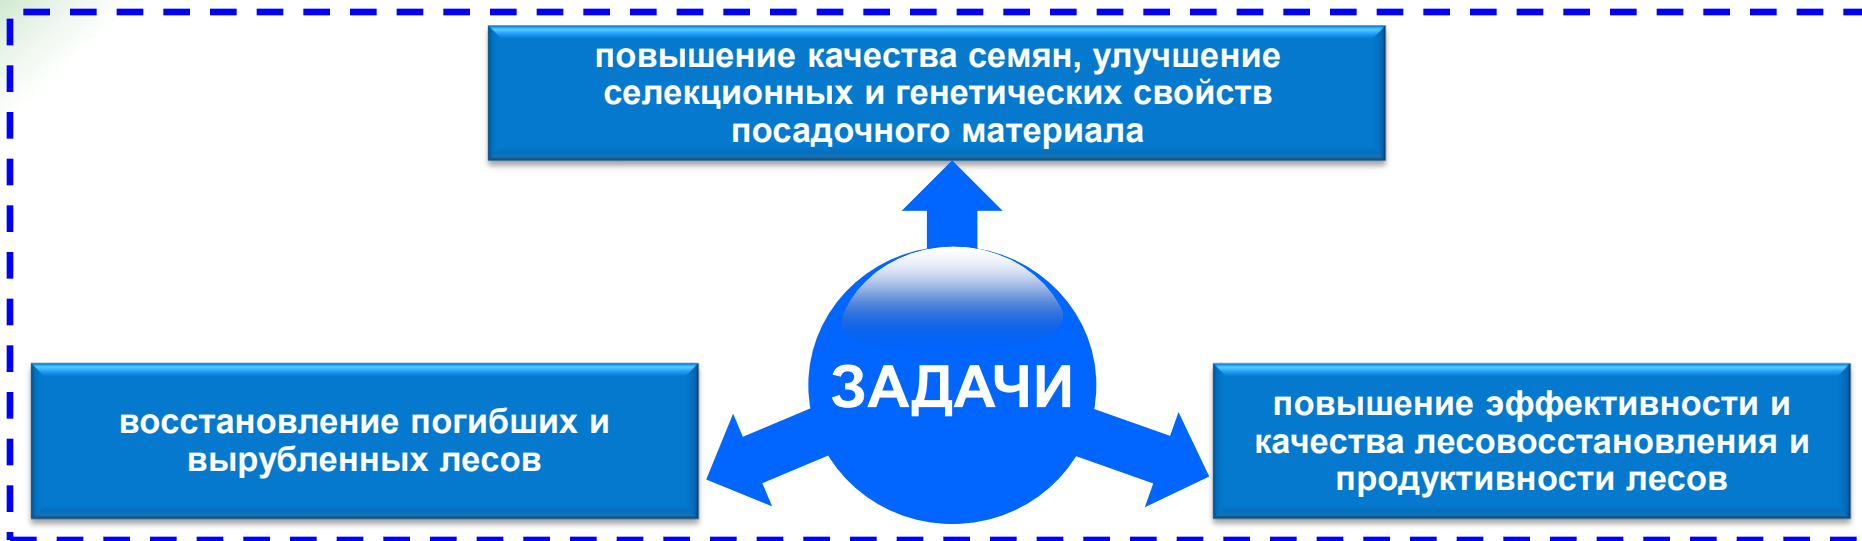 повышение качества семян, улучшение
селекционных и генетических свойств
посадочного материала
ЗАДАЧИ
восстановление погибших и
вырубленных лесов
повышение эффективности и
качества лесовосстановления и
продуктивности лесов